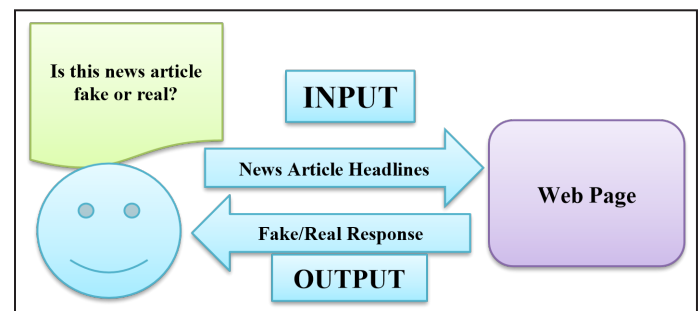 Is this news article
fake or real?
INPUT
News Article Headlines
Web Page
Fake/Real Response
OUTPUT